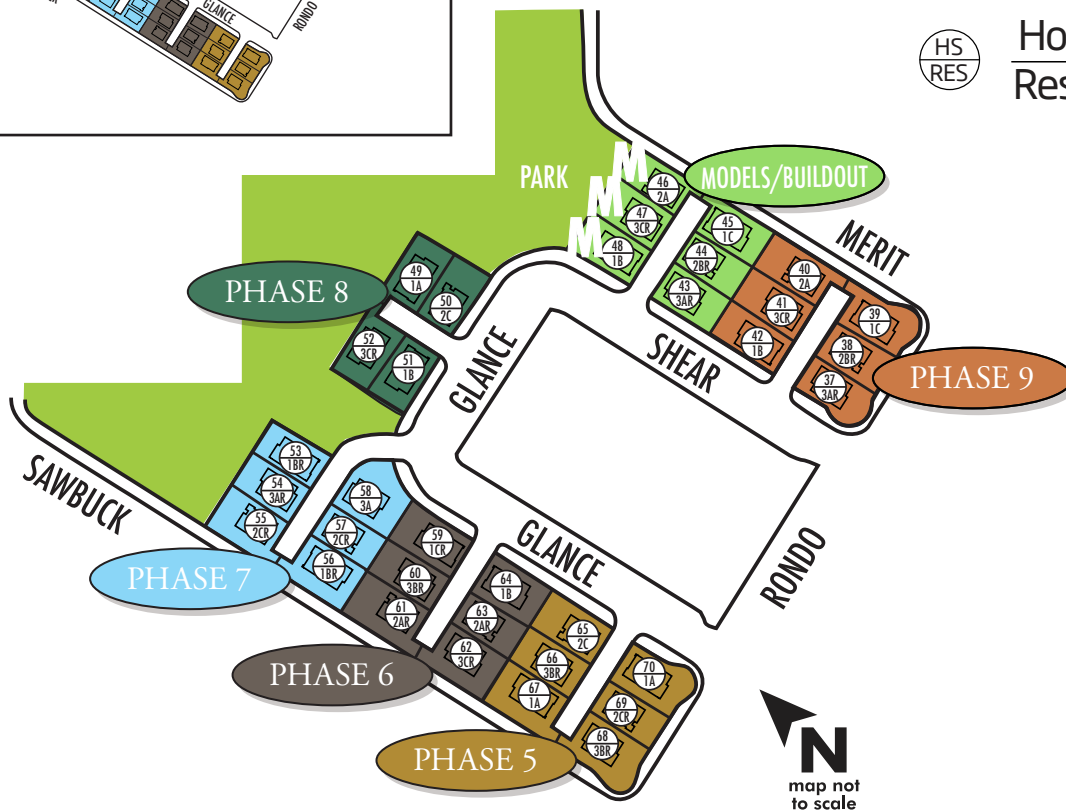 GLANCE
RONDO
HS
RES
Ho
Res
PARK
M
M
M
MODELS/BUILDOUT
MERIT
46
2A
47
3CR
48
1B
45
1C
44
2BR
43
3AR
40
2A
41
3CR
42
1B
39
1C
38
2BR
37
3AR
PHASE 8
49
1A
50
2C
52
3CR
51
1B
GLANCE
SHEAR
PHASE 9
SAWBUCK
53
1BR
54
3AR
55
2CR
58
3A
57
2CR
56
1BR
PHASE 7
59
1CR
60
3BR
61
2AR
GLANCE
RONDO
64
1B
63
2AR
62
3CR
PHASE 6
65
2C
66
3BR
67
1A
70
1A
69
2CR
68
3BR
PHASE 5
N
map not
to scale